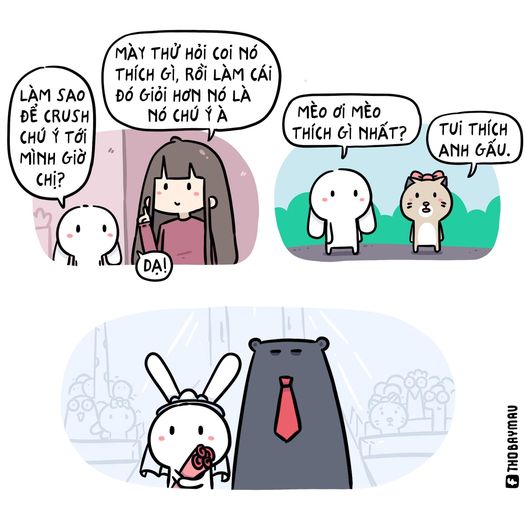 LÀM SAO
ĐỂ CRUSH
CHÚ Ý TỚI
MÌNH GIỜ
CHỊ?
MÀY THỬ HỎI COI NÓ
THÍCH GÌ, RỒI LÀM CÁI
ĐÓ GIỎI HƠN NÓ LÀ
NÓ CHÚ Ý À
DẠ!
MÈO ƠI MÈO
THÍCH GÌ NHẤT?
TUI THÍCH
ANH GẤU.
THOBAYMAU